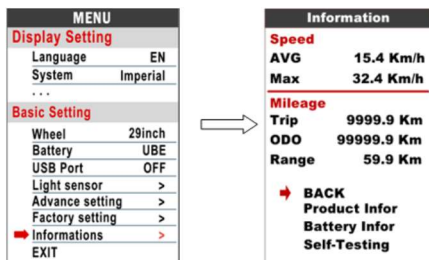 MENU
Display Setting
Language EN
System Imperial
...
Basic Setting
Wheel 29inch
Battery UBE
USB Port OFF
Light sensor >
Advance setting >
Factory setting >
Informations >
EXIT
Information
Speed
AVG 15.4 Km/h
Max 32.4 Km/h
Mileage
Trip 9999.9 Km
ODO 99999.9 Km
Range 59.9 Km
BACK
Product Infor
Battery Infor
Self-Testing